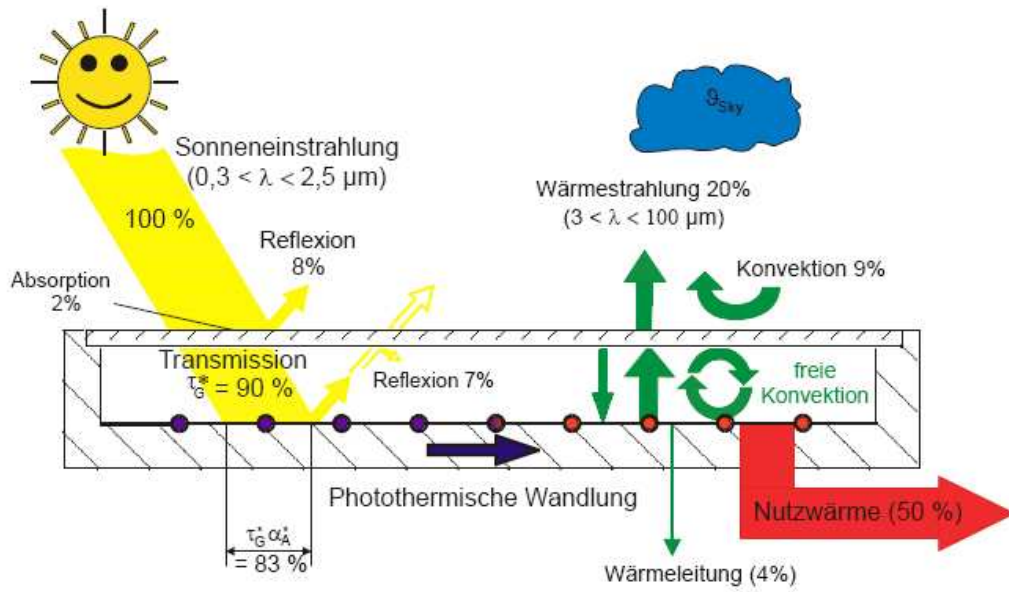 Sonneneinstrahlung
(0,3 < λ < 2,5 µm)
100 %
Reflexion
8%
Absorption
2%
Transmission
τ*G = 90 %
Reflexion 7%
ϑSky
Wärmestrahlung 20%
(3 < λ < 100 µm)
Konvektion 9%
freie
Konvektion
Photothermische Wandlung
Nutzwärme (50 %)
τ*G α*A
= 83 %
Wärmeleitung (4%)